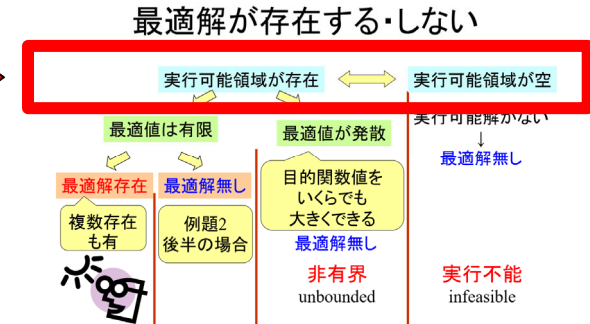 最適解が存在する・しない
実行可能領域が存在
実行可能領域が空
最適値は有限
最適値が発散
実行可能解がない
↓
最適解無し
最適解存在
最適解無し
目的関数値を
いくらでも
大きくできる
複数存在
も有
例題2
後半の場合
最適解無し
非有界
unbounded
実行不能
infeasible